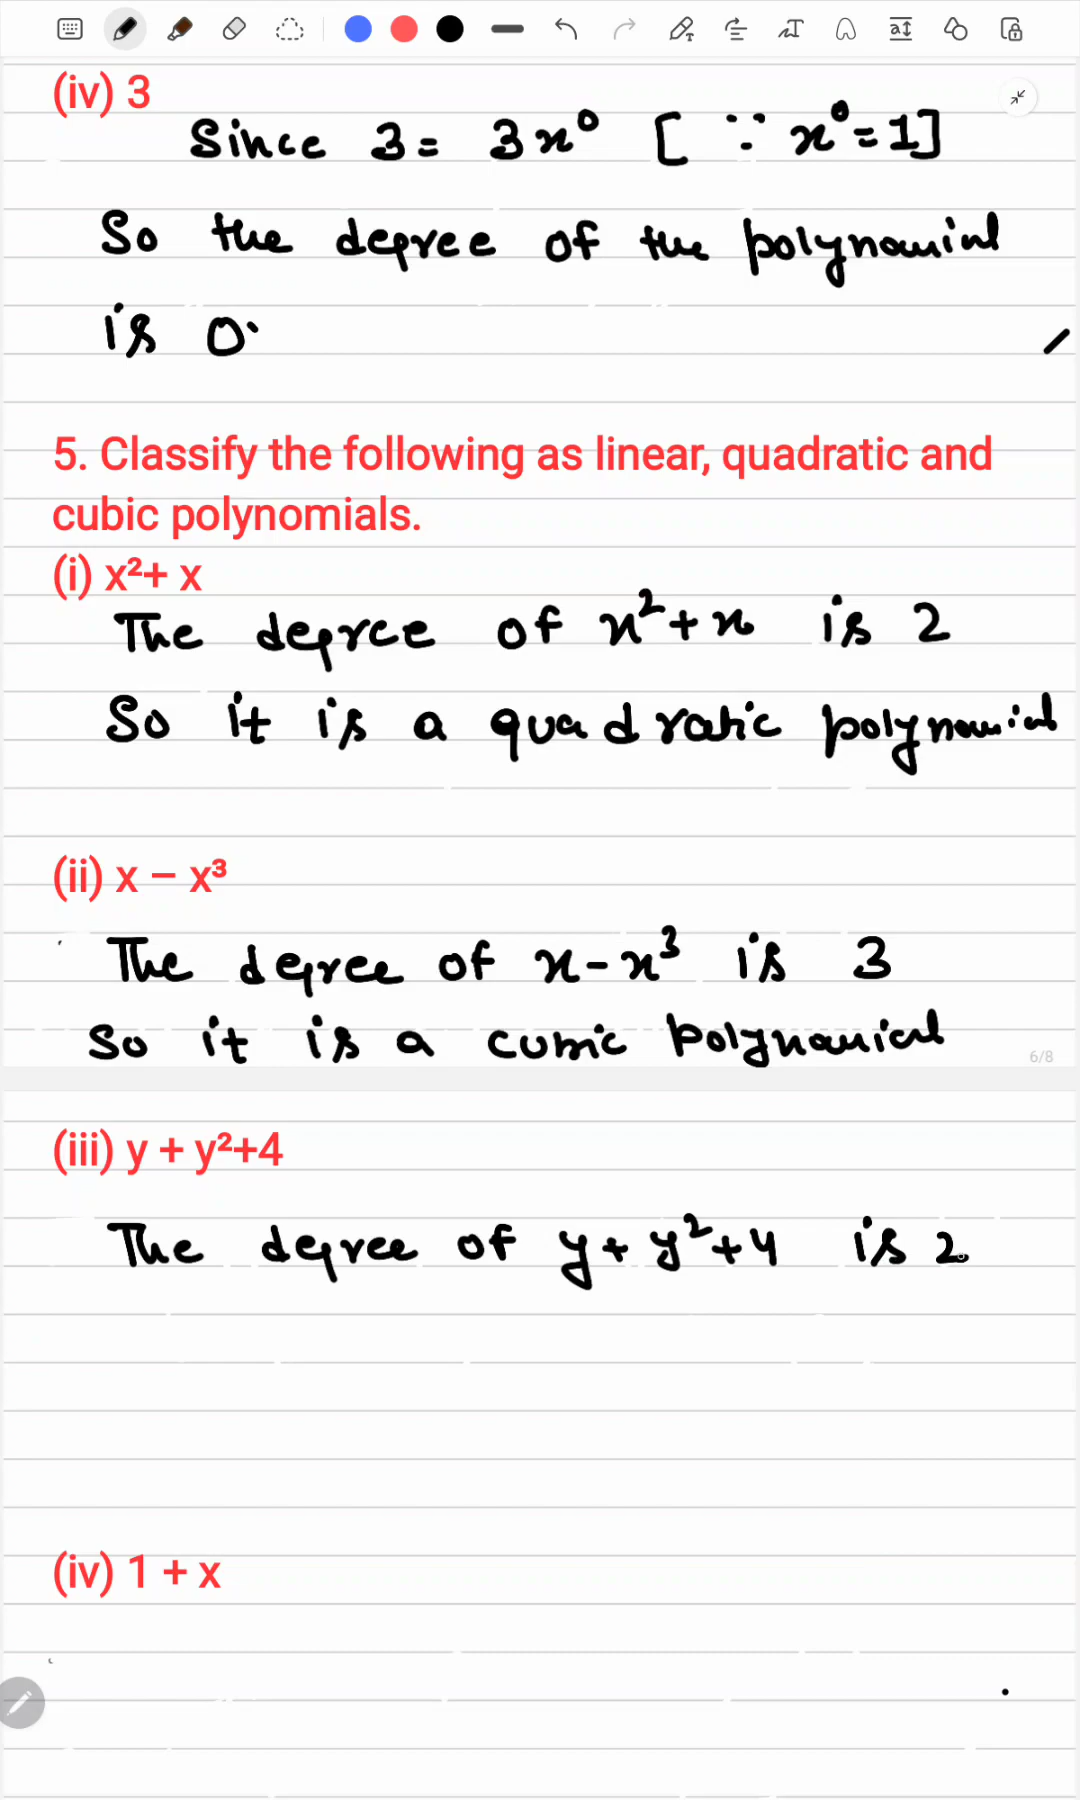 (iv) 3
Since 3 = 3x⁰ [ ∵ x⁰ = 1]
So the degree of the polynomial
is 0.
5. Classify the following as linear, quadratic and
cubic polynomials.
(i) x²+ x
The degree of x²+x is 2
So it is a quadratic polynomial
(ii) x – x³
The degree of x-x³ is 3
So it is a cubic polynomial
6/8
(iii) y + y²+4
The degree of y+y²+4 is 2
(iv) 1 + x